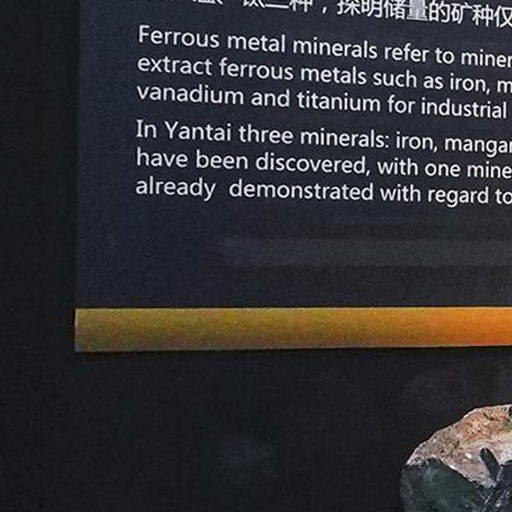 钛三种，探明储量的矿种仅
Ferrous metal minerals refer to miner
extract ferrous metals such as iron, m
vanadium and titanium for industrial
In Yantai three minerals: iron, mangan
have been discovered, with one mine
already demonstrated with regard to